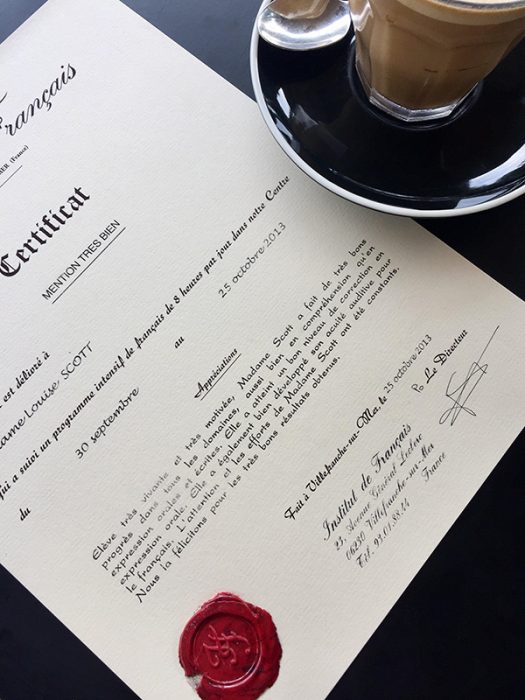 Français
(France)
Certificat
MENTION TRES BIEN
est délivré à
Louise SCOTT
a suivi un programme intensif de français de 8 heures par jour dans notre Centre
du 30 septembre au 25 octobre 2013
Appréciations
Elève très vivante et très motivée, Madame Scott a fait de très bons
progrès dans tous les domaines, aussi bien en compréhension qu'en
expression orales et écrites. Elle a atteint un bon niveau de correction en
expression orale. Elle a également bien développé son acuité auditive pour
le français. L'attention et les efforts de Madame Scott ont été constants.
Nous la félicitons pour les très bons résultats obtenus.
Fait à Villefranche-sur-Mer, le 25 octobre 2013
Po Le Directeur
Institut de Français
23, Avenue Général Leclerc
06230 Villefranche-sur-Mer
France
Tél. 93.01.88.44